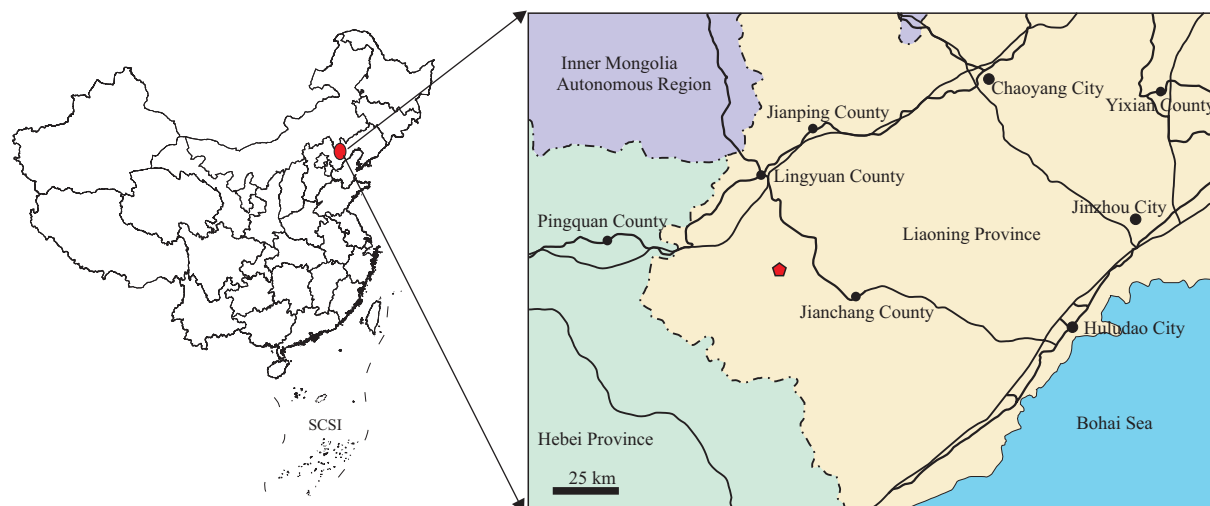 SCSI
Inner Mongolia
Autonomous Region
Chaoyang City
Yixian County
Jianping County
Lingyuan County
Pingquan County
Jinzhou City
Liaoning Province
Jianchang County
Huludao City
Hebei Province
Bohai Sea
25 km